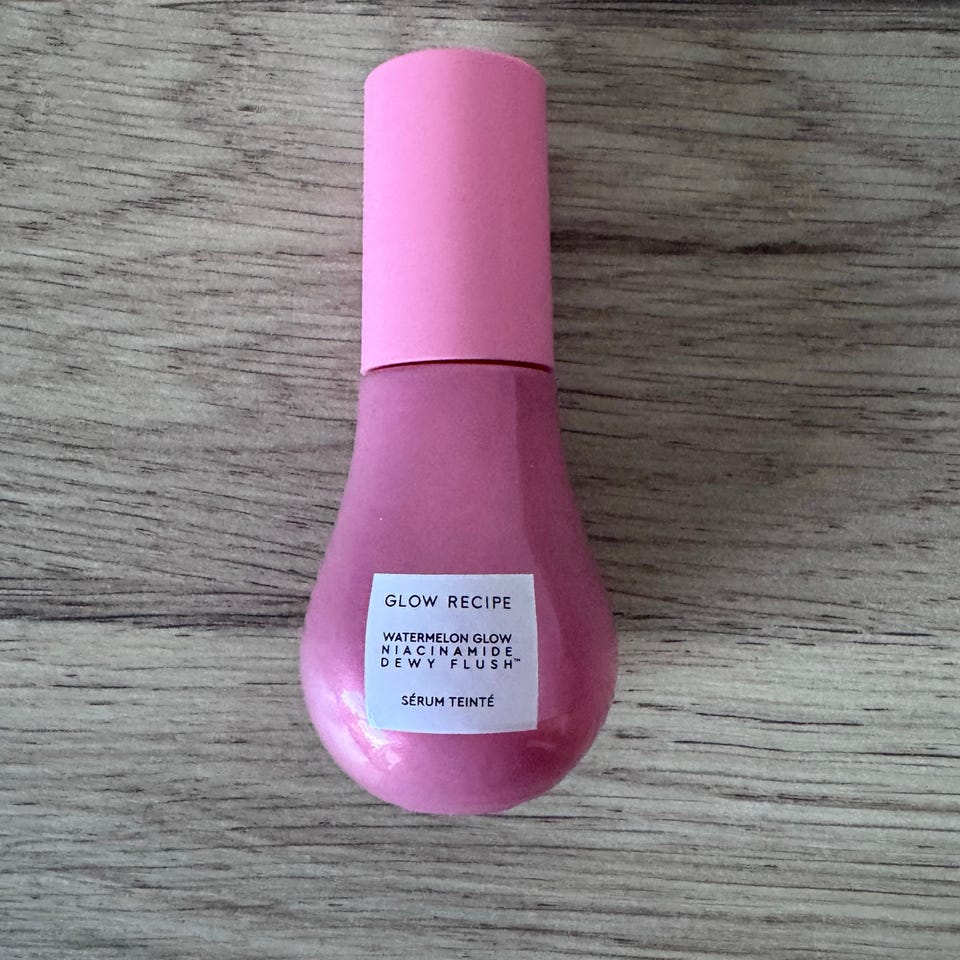 GLOW RECIPE
WATERMELON GLOW
NIACINAMIDE
DEWY FLUSH™
SÉRUM TEINTÉ